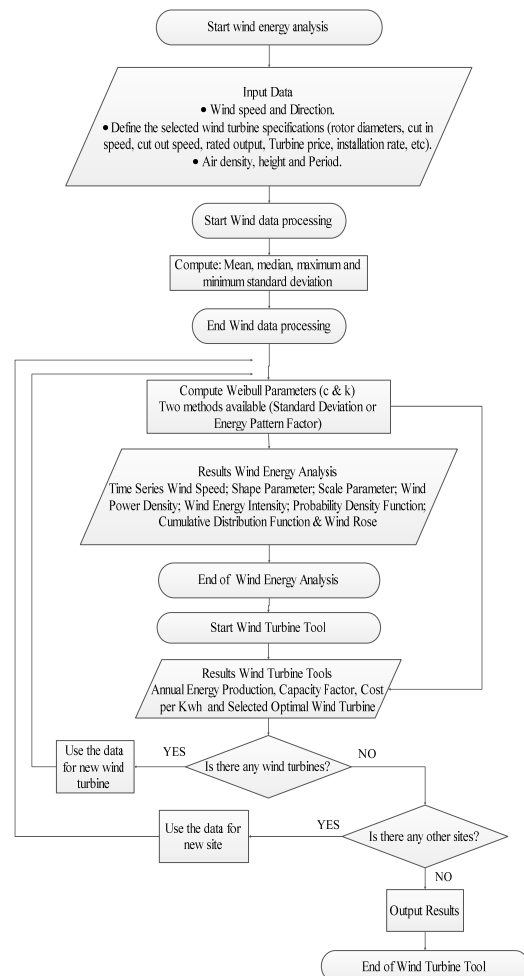 Start wind energy analysis
Input Data
• Wind speed and Direction.
• Define the selected wind turbine specifications (rotor diameters, cut in
speed, cut out speed, rated output, Turbine price, installation rate, etc).
• Air density, height and Period.
Start Wind data processing
Compute: Mean, median, maximum and
minimum standard deviation
End Wind data processing
Compute Weibull Parameters (c & k)
Two methods available (Standard Deviation or
Energy Pattern Factor)
Results Wind Energy Analysis
Time Series Wind Speed; Shape Parameter; Scale Parameter; Wind
Power Density; Wind Energy Intensity; Probability Density Function;
Cumulative Distribution Function & Wind Rose
End of Wind Energy Analysis
Start Wind Turbine Tool
Results Wind Turbine Tools
Annual Energy Production, Capacity Factor, Cost
per Kwh and Selected Optimal Wind Turbine
Use the data
for new wind
turbine
YES
Is there any wind turbines?
NO
Use the data for
new site
YES
Is there any other sites?
NO
Output Results
End of Wind Turbine Tool